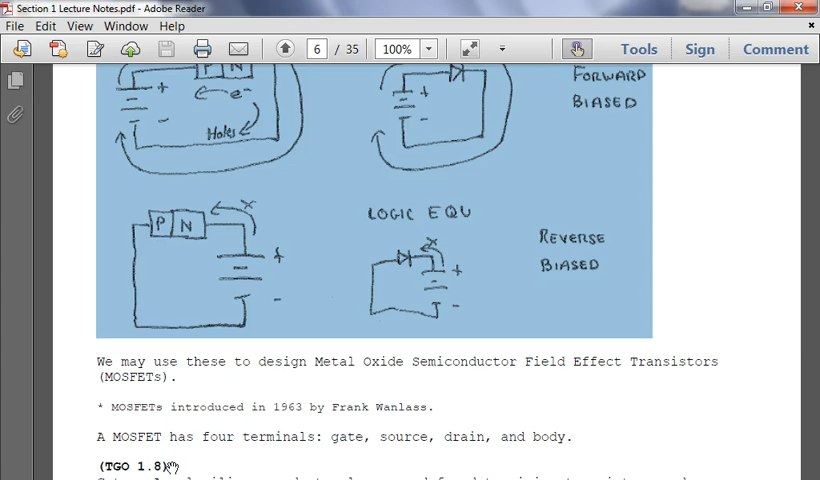 Section 1 Lecture Notes.pdf - Adobe Reader
File Edit View Window Help
6 / 35 100% Tools Sign Comment
P N
+ e- + FORWARD
BIASED
- Holes -
X
P N LOGIC EQU
REVERSE
X
+ + BIASED
- -
We may use these to design Metal Oxide Semiconductor Field Effect Transistors
(MOSFETs).
* MOSFETs introduced in 1963 by Frank Wanlass.
A MOSFET has four terminals: gate, source, drain, and body.
(TGO 1.8)